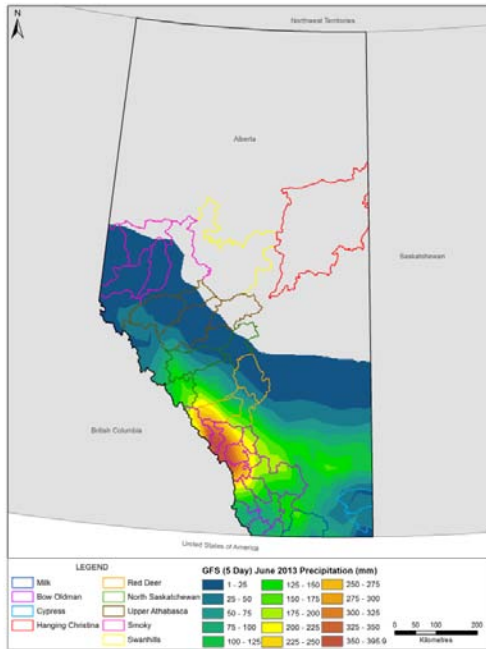 Northwest Territories
N
Alberta
Saskatchewan
British Columbia
United States of America
LEGEND
Milk
Bow Oldman
Cypress
Hanging Christina
Red Deer
North Saskatchewan
Upper Athabasca
Smoky
Swanhills
GFS (5 Day) June 2013 Precipitation (mm)
1 - 25
25 - 50
50 - 75
75 - 100
100 - 125
125 - 150
150 - 175
175 - 200
200 - 225
225 - 250
250 - 275
275 - 300
300 - 325
325 - 350
350 - 395.9
0 100 200
Kilometres